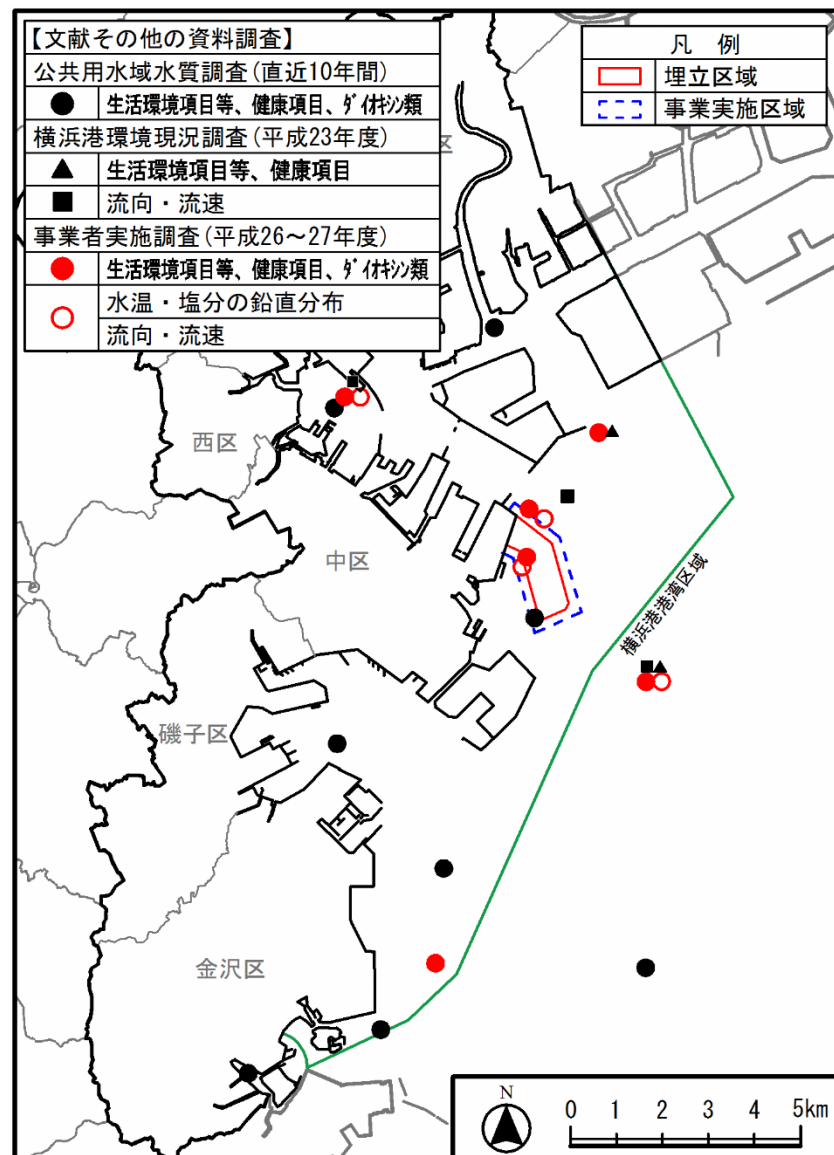 【文献その他の資料調査】
公共用水域水質調査(直近10年間)
生活環境項目等、健康項目、ダイオキシン類
横浜港環境現況調査(平成23年度)
生活環境項目等、健康項目
流向・流速
事業者実施調査(平成26～27年度)
生活環境項目等、健康項目、ダイオキシン類
水温・塩分の鉛直分布
流向・流速
凡 例
埋立区域
事業実施区域
区
西区
中区
横浜港港湾区域
磯子区
金沢区
N
0 1 2 3 4 5km